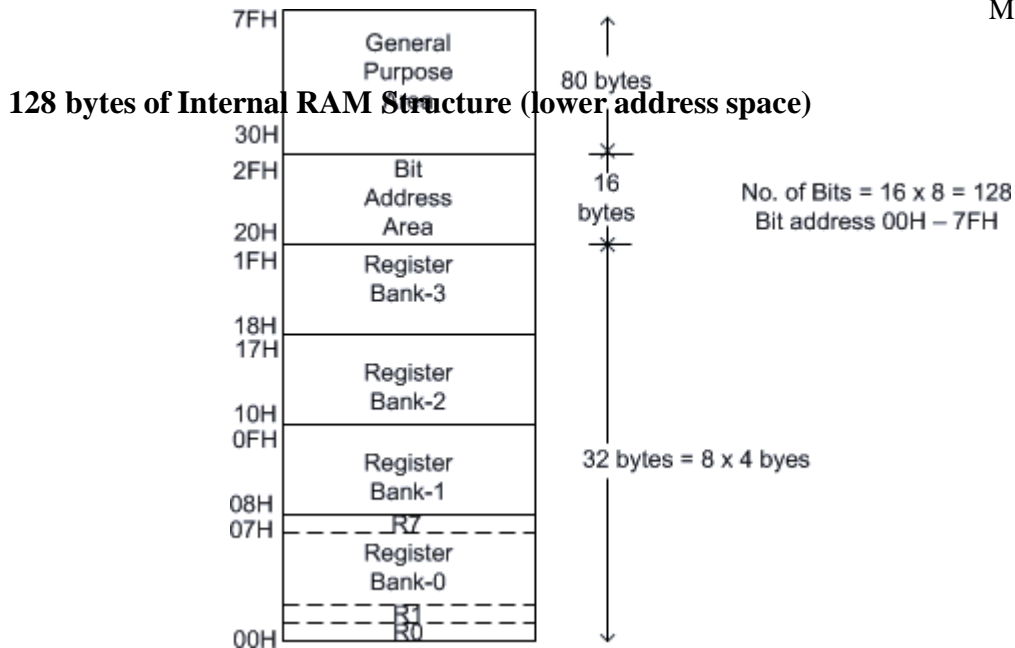 M
7FH
General
Purpose
Area
80 bytes
128 bytes of Internal RAM Structure (lower address space)
30H
2FH
Bit
Address
Area
20H
16
bytes
No. of Bits = 16 x 8 = 128
Bit address 00H – 7FH
1FH
Register
Bank-3
18H
17H
Register
Bank-2
10H
0FH
Register
Bank-1
08H
32 bytes = 8 x 4 byes
07H
R7
Register
Bank-0
R1
R0
00H